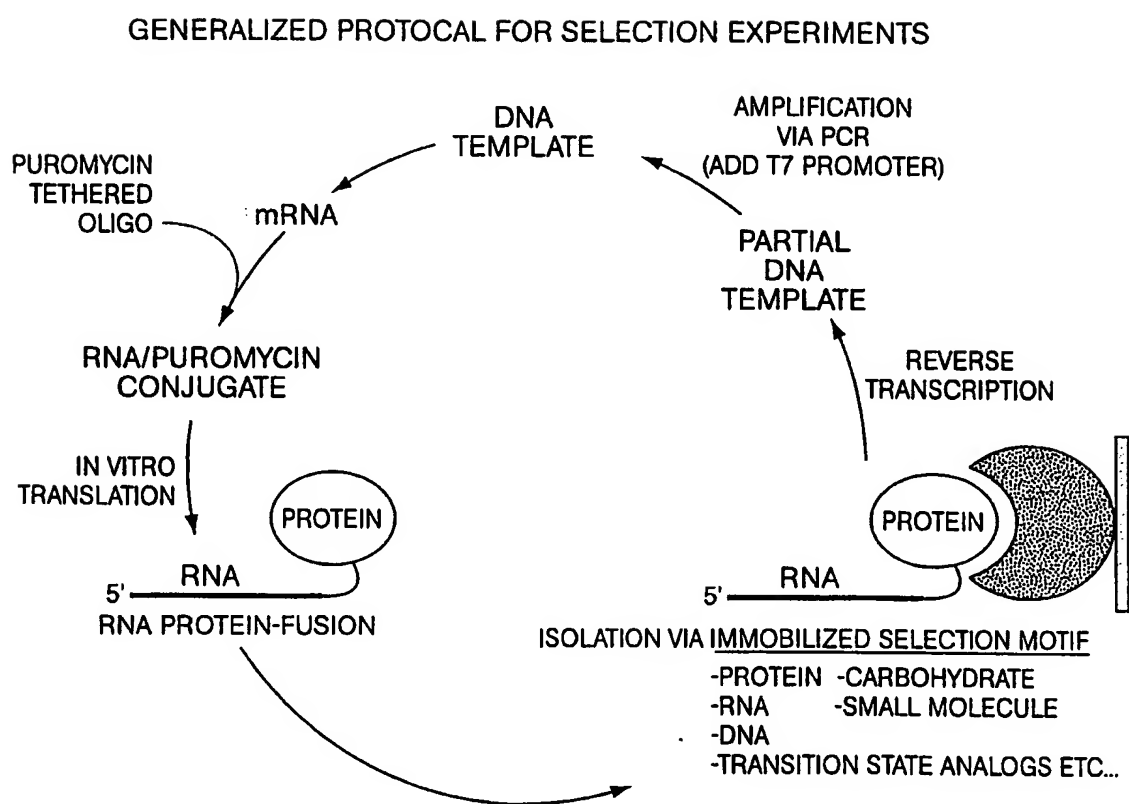 GENERALIZED PROTOCAL FOR SELECTION EXPERIMENTS
DNA
TEMPLATE
AMPLIFICATION
VIA PCR
(ADD T7 PROMOTER)
PUROMYCIN
TETHERED
OLIGO
mRNA
PARTIAL
DNA
TEMPLATE
RNA/PUROMYCIN
CONJUGATE
REVERSE
TRANSCRIPTION
IN VITRO
TRANSLATION
PROTEIN
RNA
5'
RNA PROTEIN-FUSION
PROTEIN
RNA
5'
ISOLATION VIA IMMOBILIZED SELECTION MOTIF
-PROTEIN -CARBOHYDRATE
-RNA -SMALL MOLECULE
-DNA
-TRANSITION STATE ANALOGS ETC...